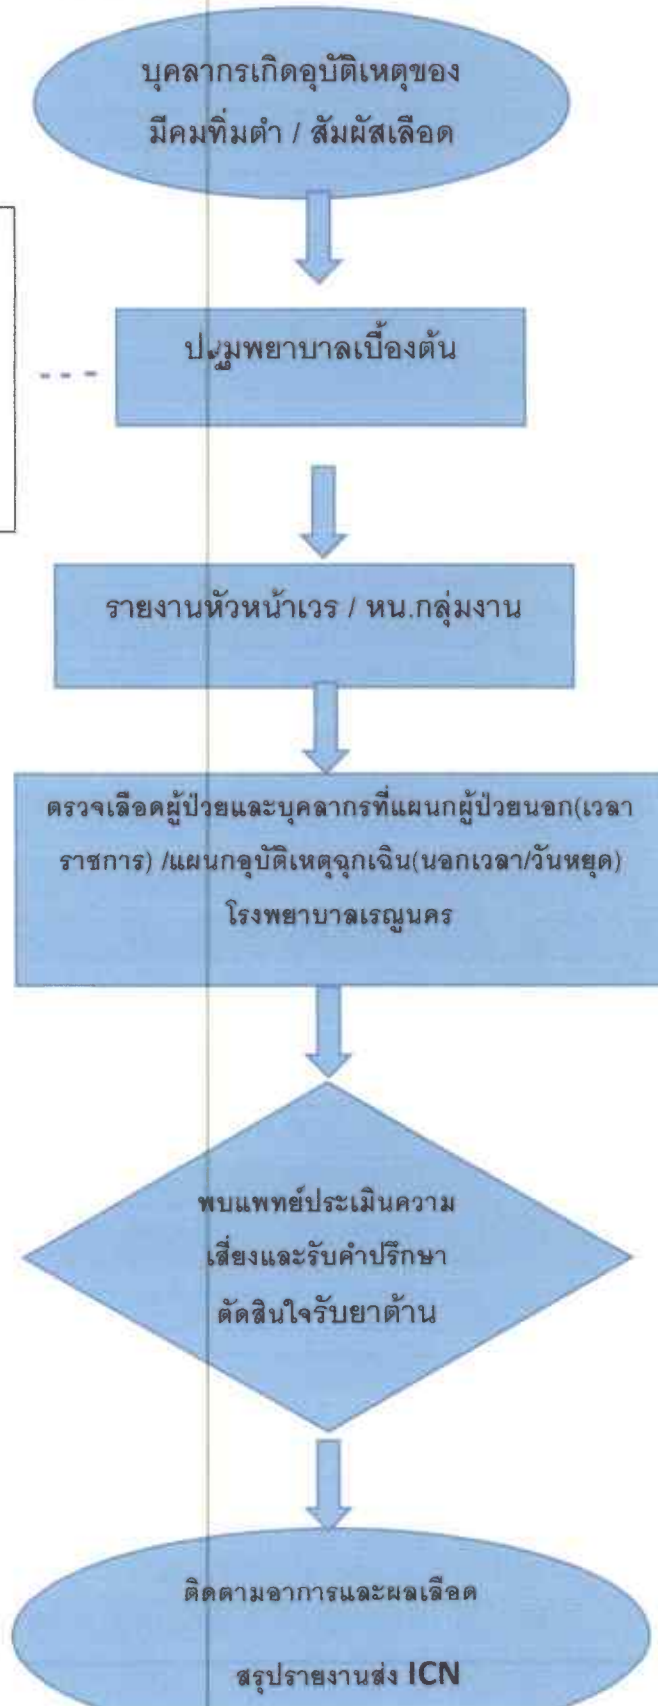 บุคลากรเกิดอุบัติเหตุของ
มีคมทิ่มตำ / สัมผัสเลือด
ปฐมพยาบาลเบื้องต้น
รายงานหัวหน้าเวร / หน.กลุ่มงาน
ตรวจเลือดผู้ป่วยและบุคลากรที่แผนกผู้ป่วยนอก(เวลา
ราชการ) /แผนกอุบัติเหตุฉุกเฉิน(นอกเวลา/วันหยุด)
โรงพยาบาลเรณูนคร
พบแพทย์ประเมินความ
เสี่ยงและรับคำปรึกษา
ตัดสินใจรับยาต้าน
ติดตามอาการและผลเลือด
สรุปรายงานส่ง ICN